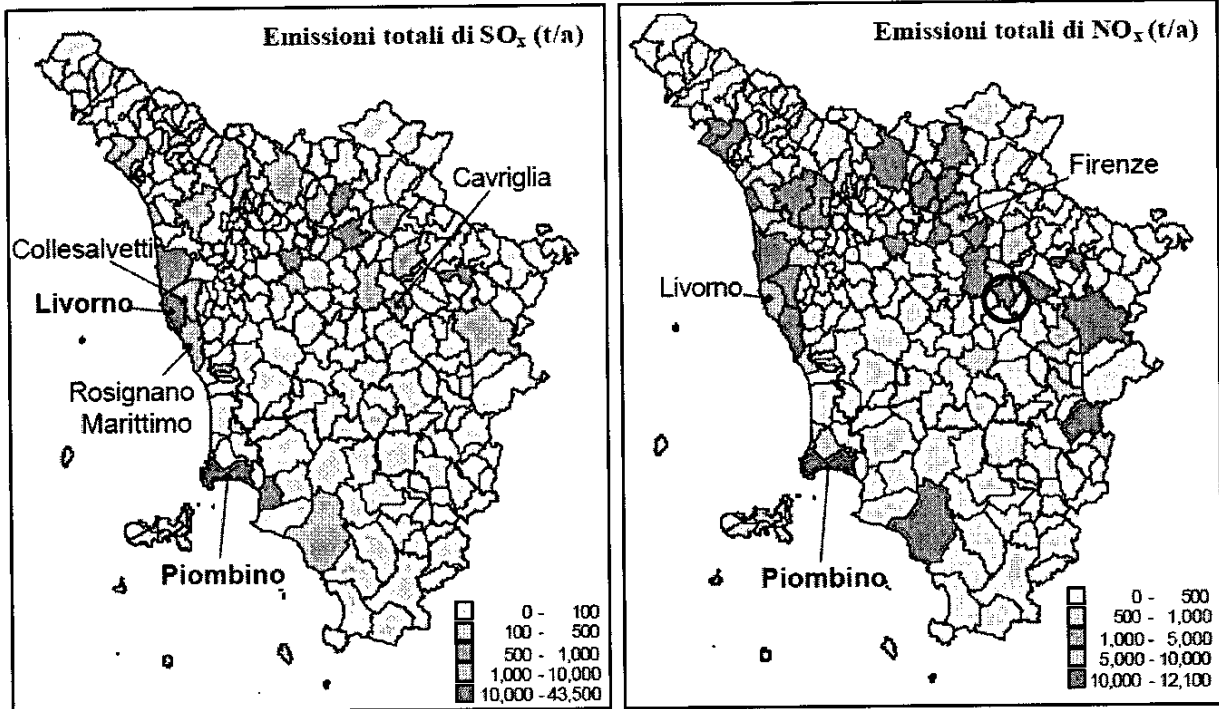 Emissioni totali di SOx (t/a)
Cavriglia
Collesalvetti
Livorno
Rosignano
Marittimo
Piombino
0 - 100
100 - 500
500 - 1,000
1,000 - 10,000
10,000 - 43,500
Emissioni totali di NOx (t/a)
Firenze
Livorno
Piombino
0 - 500
500 - 1,000
1,000 - 5,000
5,000 - 10,000
10,000 - 12,100